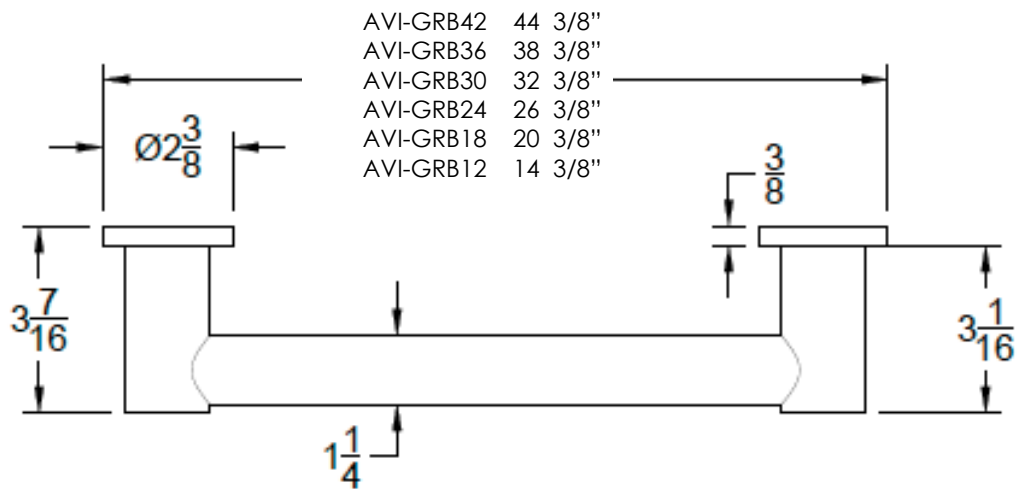 AVI-GRB42 44 3/8”
AVI-GRB36 38 3/8”
AVI-GRB30 32 3/8”
AVI-GRB24 26 3/8”
AVI-GRB18 20 3/8”
AVI-GRB12 14 3/8”
Ø2 3/8
3/8
3 7/16
3 1/16
1 1/4